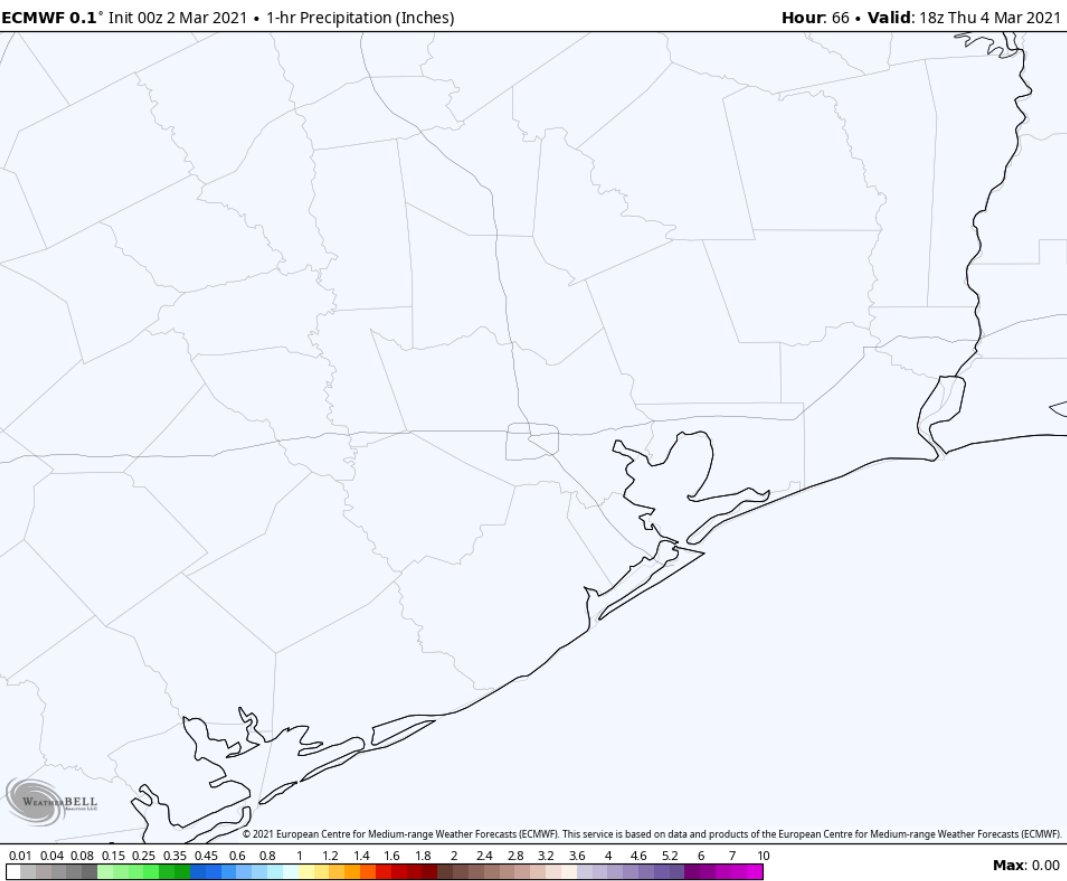 ECMWF 0.1° Init 00z 2 Mar 2021 • 1-hr Precipitation (Inches) Hour: 66 • Valid: 18z Thu 4 Mar 2021
WEATHERBELL
© 2021 European Centre for Medium-range Weather Forecasts (ECMWF). This service is based on data and products of the European Centre for Medium-range Weather Forecasts (ECMWF).
0.01 0.04 0.08 0.15 0.25 0.35 0.45 0.6 0.8 1 1.2 1.4 1.6 1.8 2 2.4 2.8 3.2 3.6 4 4.6 5.2 6 7 10 Max: 0.00